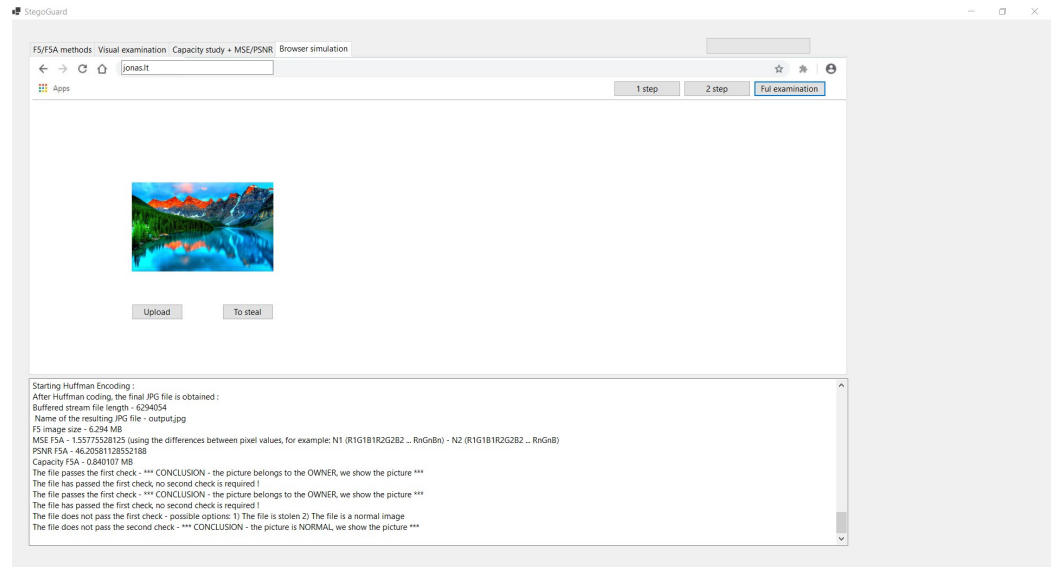 StegoGuard
F5/F5A methods Visual examination Capacity study + MSE/PSNR Browser simulation
jonas.lt
Apps
1 step 2 step Ful examination
Upload To steal
Starting Huffman Encoding :
After Huffman coding, the final JPG file is obtained :
Buffered stream file length - 6294054
Name of the resulting JPG file - output.jpg
F5 image size - 6.294 MB
MSE F5A - 1.55775528125 (using the differences between pixel values, for example: N1 (R1G1B1R2G2B2 ... RnGnBn) - N2 (R1G1B1R2G2B2 ... RnGnB)
PSNR F5A - 46.20581128552188
Capacity F5A - 0.840107 MB
The file passes the first check - *** CONCLUSION - the picture belongs to the OWNER, we show the picture ***
The file has passed the first check, no second check is required !
The file passes the first check - *** CONCLUSION - the picture belongs to the OWNER, we show the picture ***
The file has passed the first check, no second check is required !
The file does not pass the first check - possible options: 1) The file is stolen 2) The file is a normal image
The file does not pass the second check - *** CONCLUSION - the picture is NORMAL, we show the picture ***